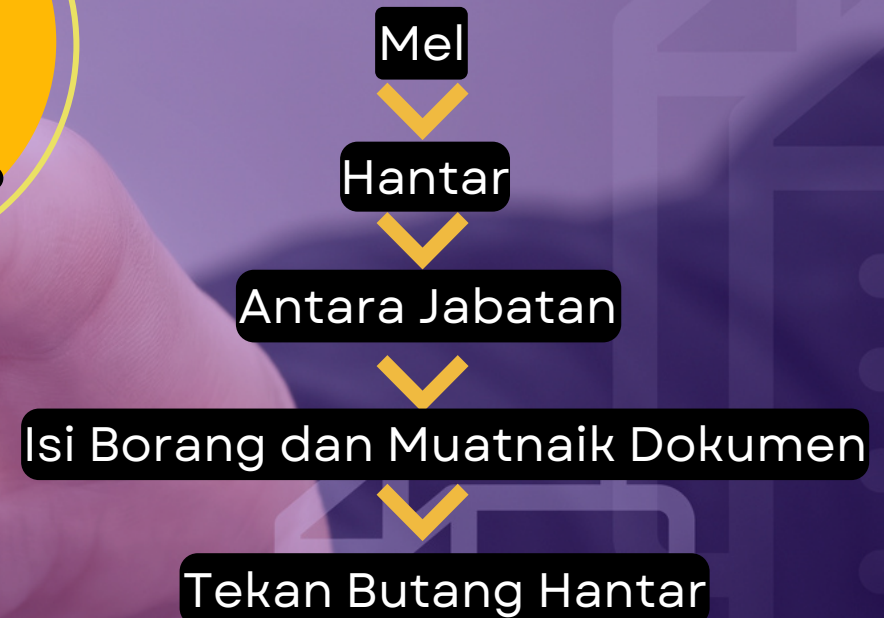 Mel
Hantar
Antara Jabatan
Isi Borang dan Muatnaik Dokumen
Tekan Butang Hantar